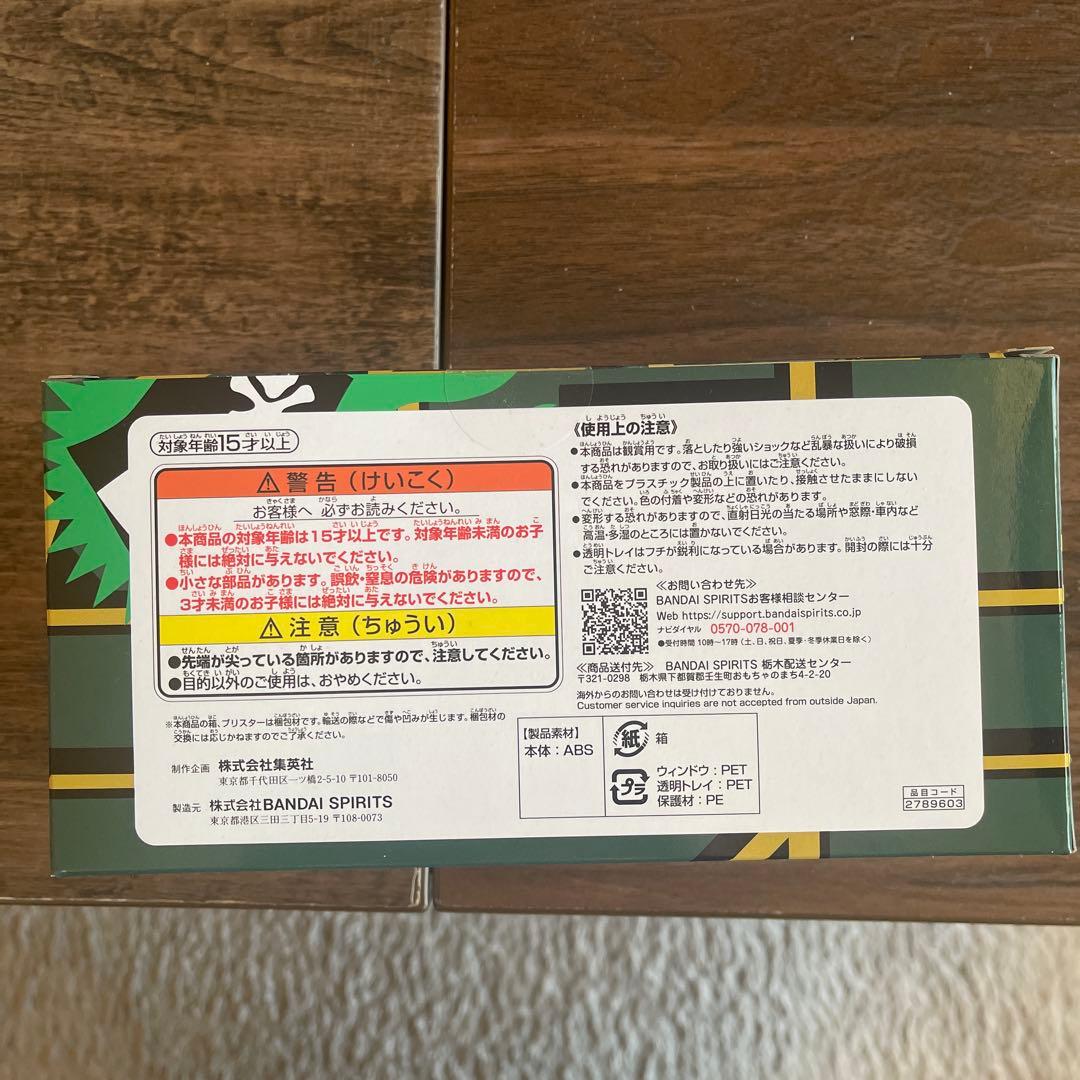 対象年齢15才以上
警告(けいこく)
お客様へ 必ずお読みください。
●本商品の対象年齢は15才以上です。対象年齢未満のお子
様には絶対に与えないでください。
●小さな部品があります。誤飲・窒息の危険がありますので、
3才未満のお子様には絶対に与えないでください。
注意(ちゅうい)
●先端が尖っている箇所がありますので、注意してください。
●目的以外のご使用は、おやめください。
※本商品の箱、ブリスターは梱包材です。輸送の際などで傷や凹みが生じます。梱包材の
交換には応じかねますのでご了承ください。
制作企画 株式会社集英社
東京都千代田区一ツ橋2-5-10 〒101-8050
製造元 株式会社BANDAI SPIRITS
東京都港区三田三丁目5-19 〒108-0073
《使用上の注意》
●本商品は観賞用です。落としたり強いショックなど乱暴な扱いにより破損
する恐れがありますので、お取り扱いにはご注意ください。
●本商品をプラスチック製品の上に置いたり、接触させたままにしない
でください。色の付着や変形などの恐れがあります。
●変形する恐れがありますので、直射日光の当たる場所や窓際・車内など
高温・多湿のところには置かないでください。
●透明トレイはフチが鋭利になっている場合があります。開封の際には十分
ご注意ください。
≪お問い合わせ先≫
BANDAI SPIRITSお客様相談センター
Web https://support.bandaispirits.co.jp
ナビダイヤル 0570-078-001
●受付時間 10時〜17時(土、日、祝日、夏季・冬季休業日を除く)
≪商品送付先≫ BANDAI SPIRITS 栃木配送センター
〒321-0298 栃木県下都賀郡壬生町おもちゃのまち4-2-20
海外からのお問い合わせは受け付けておりません。
Customer service inquiries are not accepted from outside Japan.
【製品素材】
本体:ABS
紙 箱
プラ
ウィンドウ:PET
透明トレイ:PET
保護材:PE
品目コード
2789603